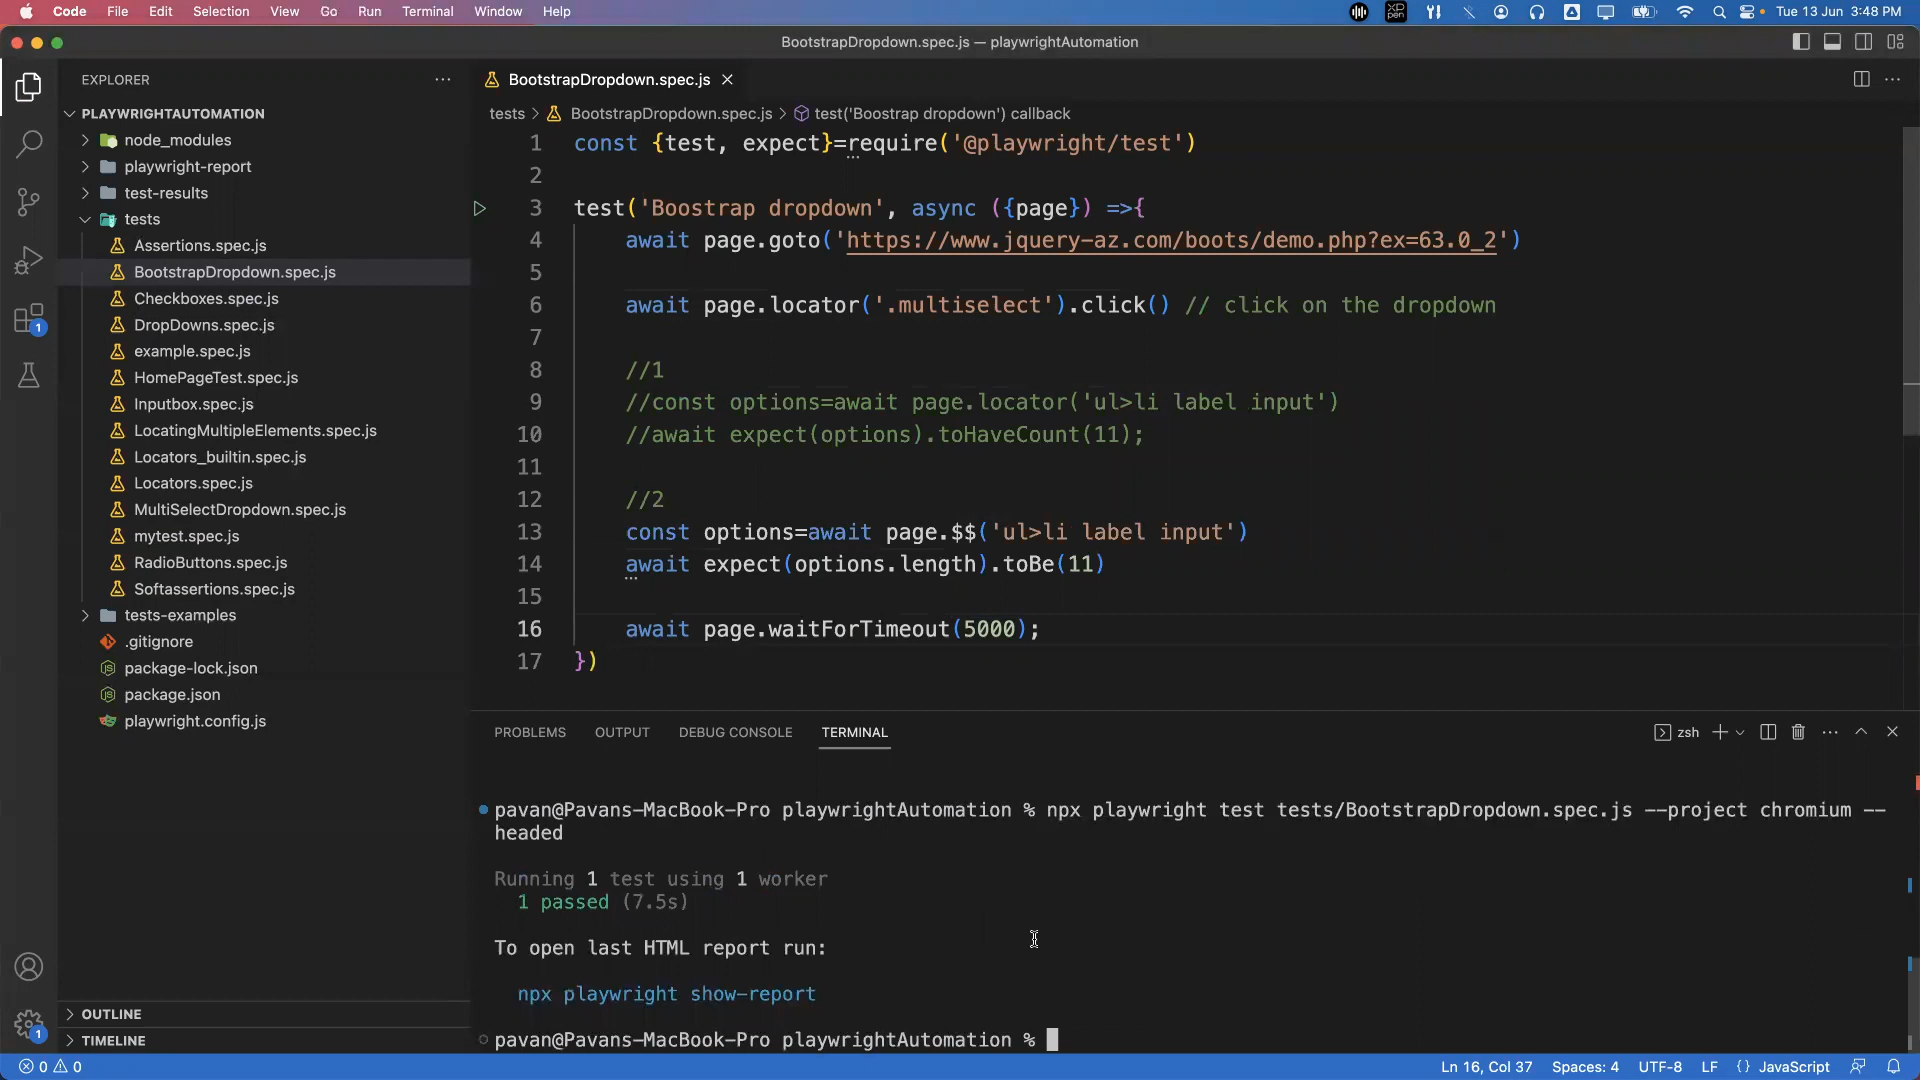 Code File Edit Selection View Go Run Terminal Window Help
XP
PEN
Tue 13 Jun 3:48 PM
BootstrapDropdown.spec.js — playwrightAutomation
EXPLORER
PLAYWRIGHTAUTOMATION
node_modules
playwright-report
test-results
tests
Assertions.spec.js
BootstrapDropdown.spec.js
Checkboxes.spec.js
DropDowns.spec.js
example.spec.js
HomePageTest.spec.js
Inputbox.spec.js
LocatingMultipleElements.spec.js
Locators_builtin.spec.js
Locators.spec.js
MultiSelectDropdown.spec.js
mytest.spec.js
RadioButtons.spec.js
Softassertions.spec.js
tests-examples
.gitignore
package-lock.json
package.json
playwright.config.js
OUTLINE
TIMELINE
1
1
BootstrapDropdown.spec.js
tests > BootstrapDropdown.spec.js > test('Boostrap dropdown') callback
1 const {test, expect}=require('@playwright/test')
2
3 test('Boostrap dropdown', async ({page}) =>{
4 await page.goto('https://www.jquery-az.com/boots/demo.php?ex=63.0_2')
5
6 await page.locator('.multiselect').click() // click on the dropdown
7
8 //1
9 //const options=await page.locator('ul>li label input')
10 //await expect(options).toHaveCount(11);
11
12 //2
13 const options=await page.$$('ul>li label input')
14 await expect(options.length).toBe(11)
15
16 await page.waitForTimeout(5000);
17 })
PROBLEMS OUTPUT DEBUG CONSOLE TERMINAL
zsh
pavan@Pavans-MacBook-Pro playwrightAutomation % npx playwright test tests/BootstrapDropdown.spec.js --project chromium --
headed
Running 1 test using 1 worker
1 passed (7.5s)
To open last HTML report run:
npx playwright show-report
pavan@Pavans-MacBook-Pro playwrightAutomation %
0 0
Ln 16, Col 37 Spaces: 4 UTF-8 LF {} JavaScript